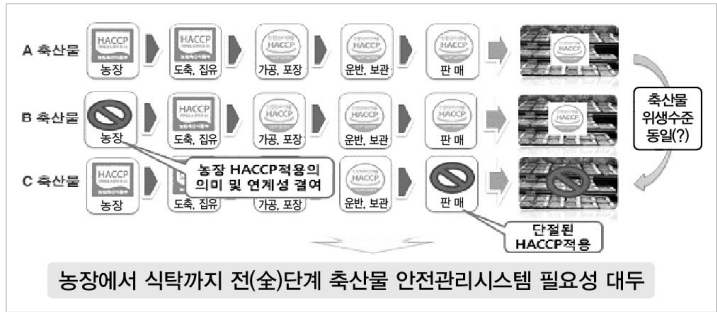 A 축산물
HACCP
농장
HACCP
도축, 집유
HACCP
가공, 포장
HACCP
운반, 보관
HACCP
판 매
B 축산물
농장
HACCP
도축, 집유
HACCP
가공, 포장
HACCP
운반, 보관
HACCP
판 매
축산물
위생수준
동일(?)
농장 HACCP적용의
의미 및 연계성 결여
C 축산물
HACCP
농장
도축, 집유
가공, 포장
HACCP
운반, 보관
판 매
단절된
HACCP적용
농장에서 식탁까지 전(全)단계 축산물 안전관리시스템 필요성 대두